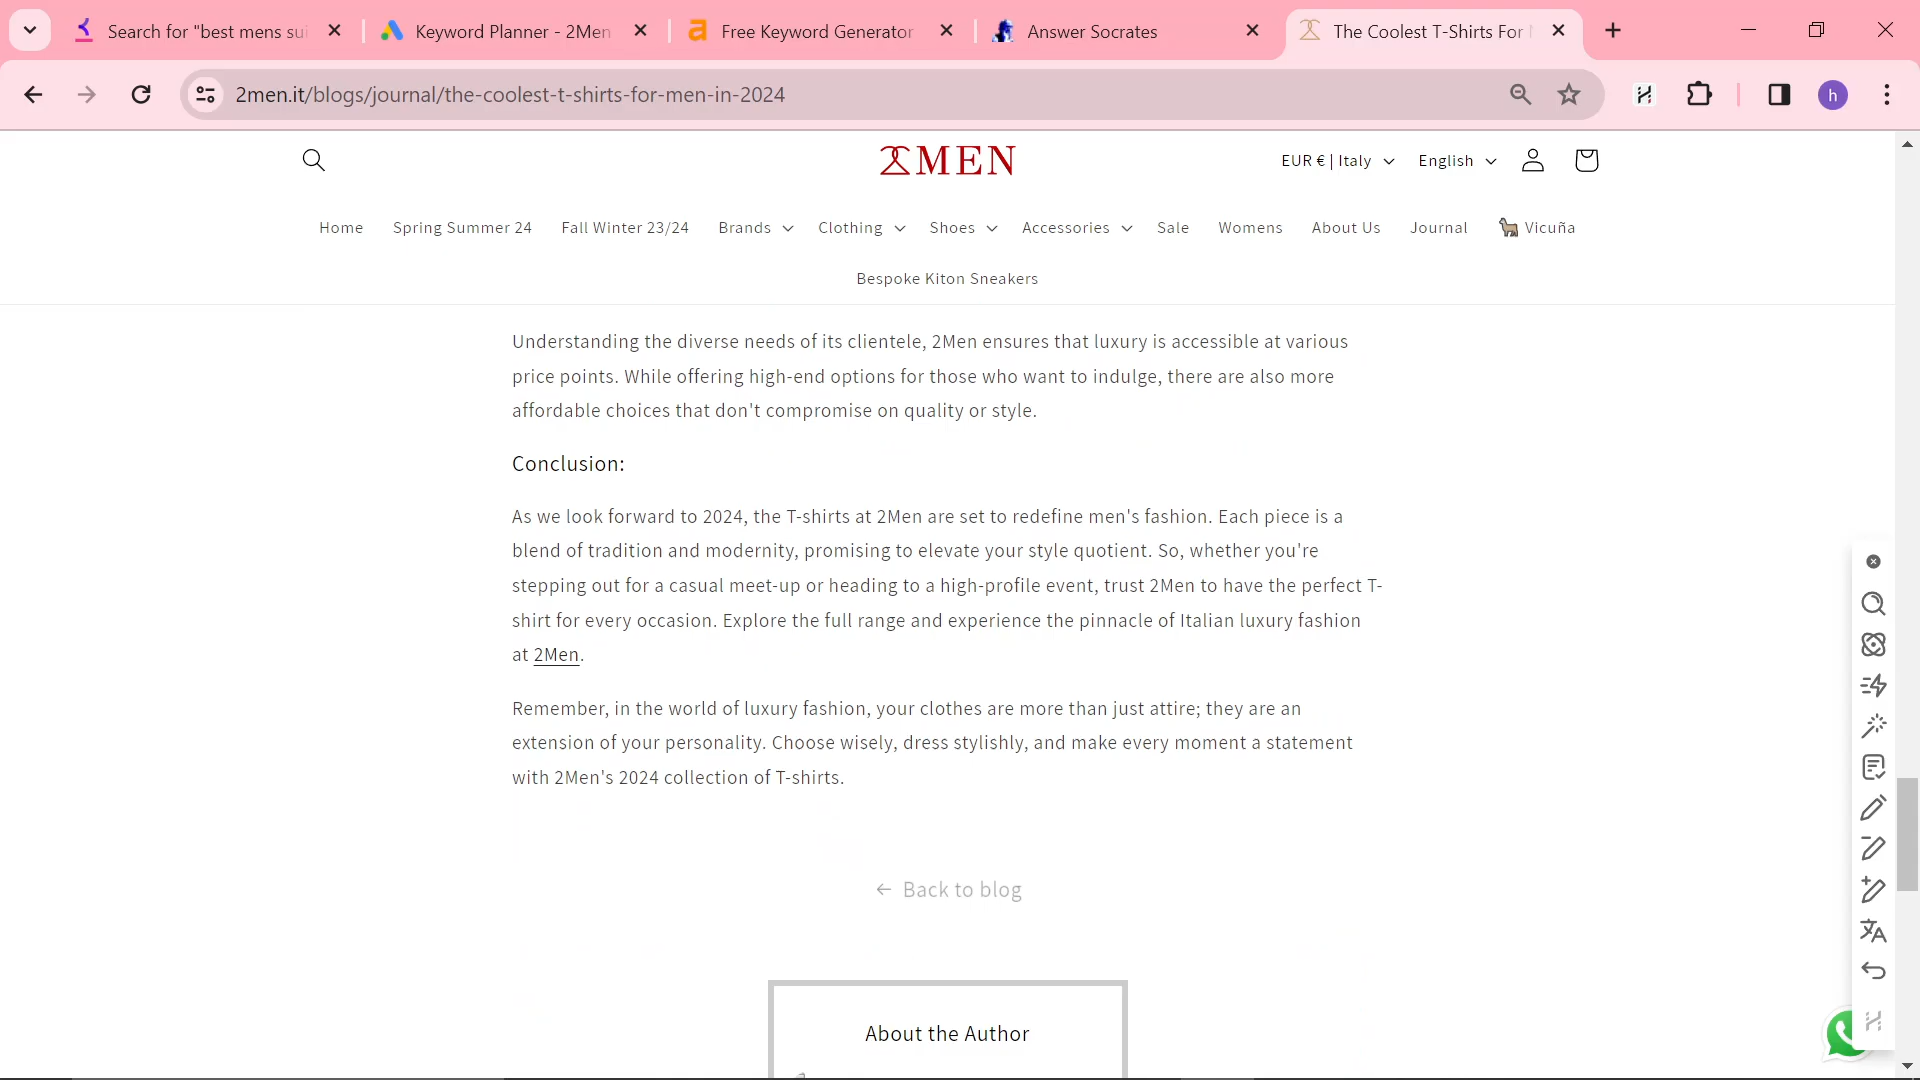 Search for "best mens sui
Keyword Planner - 2Men
Free Keyword Generator
Answer Socrates
The Coolest T-Shirts For
2men.it/blogs/journal/the-coolest-t-shirts-for-men-in-2024
h
2MEN
EUR € | Italy
English
Home
Spring Summer 24
Fall Winter 23/24
Brands
Clothing
Shoes
Accessories
Sale
Womens
About Us
Journal
Vicuña
Bespoke Kiton Sneakers
Understanding the diverse needs of its clientele, 2Men ensures that luxury is accessible at various
price points. While offering high-end options for those who want to indulge, there are also more
affordable choices that don't compromise on quality or style.
Conclusion:
As we look forward to 2024, the T-shirts at 2Men are set to redefine men's fashion. Each piece is a
blend of tradition and modernity, promising to elevate your style quotient. So, whether you're
stepping out for a casual meet-up or heading to a high-profile event, trust 2Men to have the perfect T-
shirt for every occasion. Explore the full range and experience the pinnacle of Italian luxury fashion
at 2Men.
Remember, in the world of luxury fashion, your clothes are more than just attire; they are an
extension of your personality. Choose wisely, dress stylishly, and make every moment a statement
with 2Men's 2024 collection of T-shirts.
Back to blog
About the Author